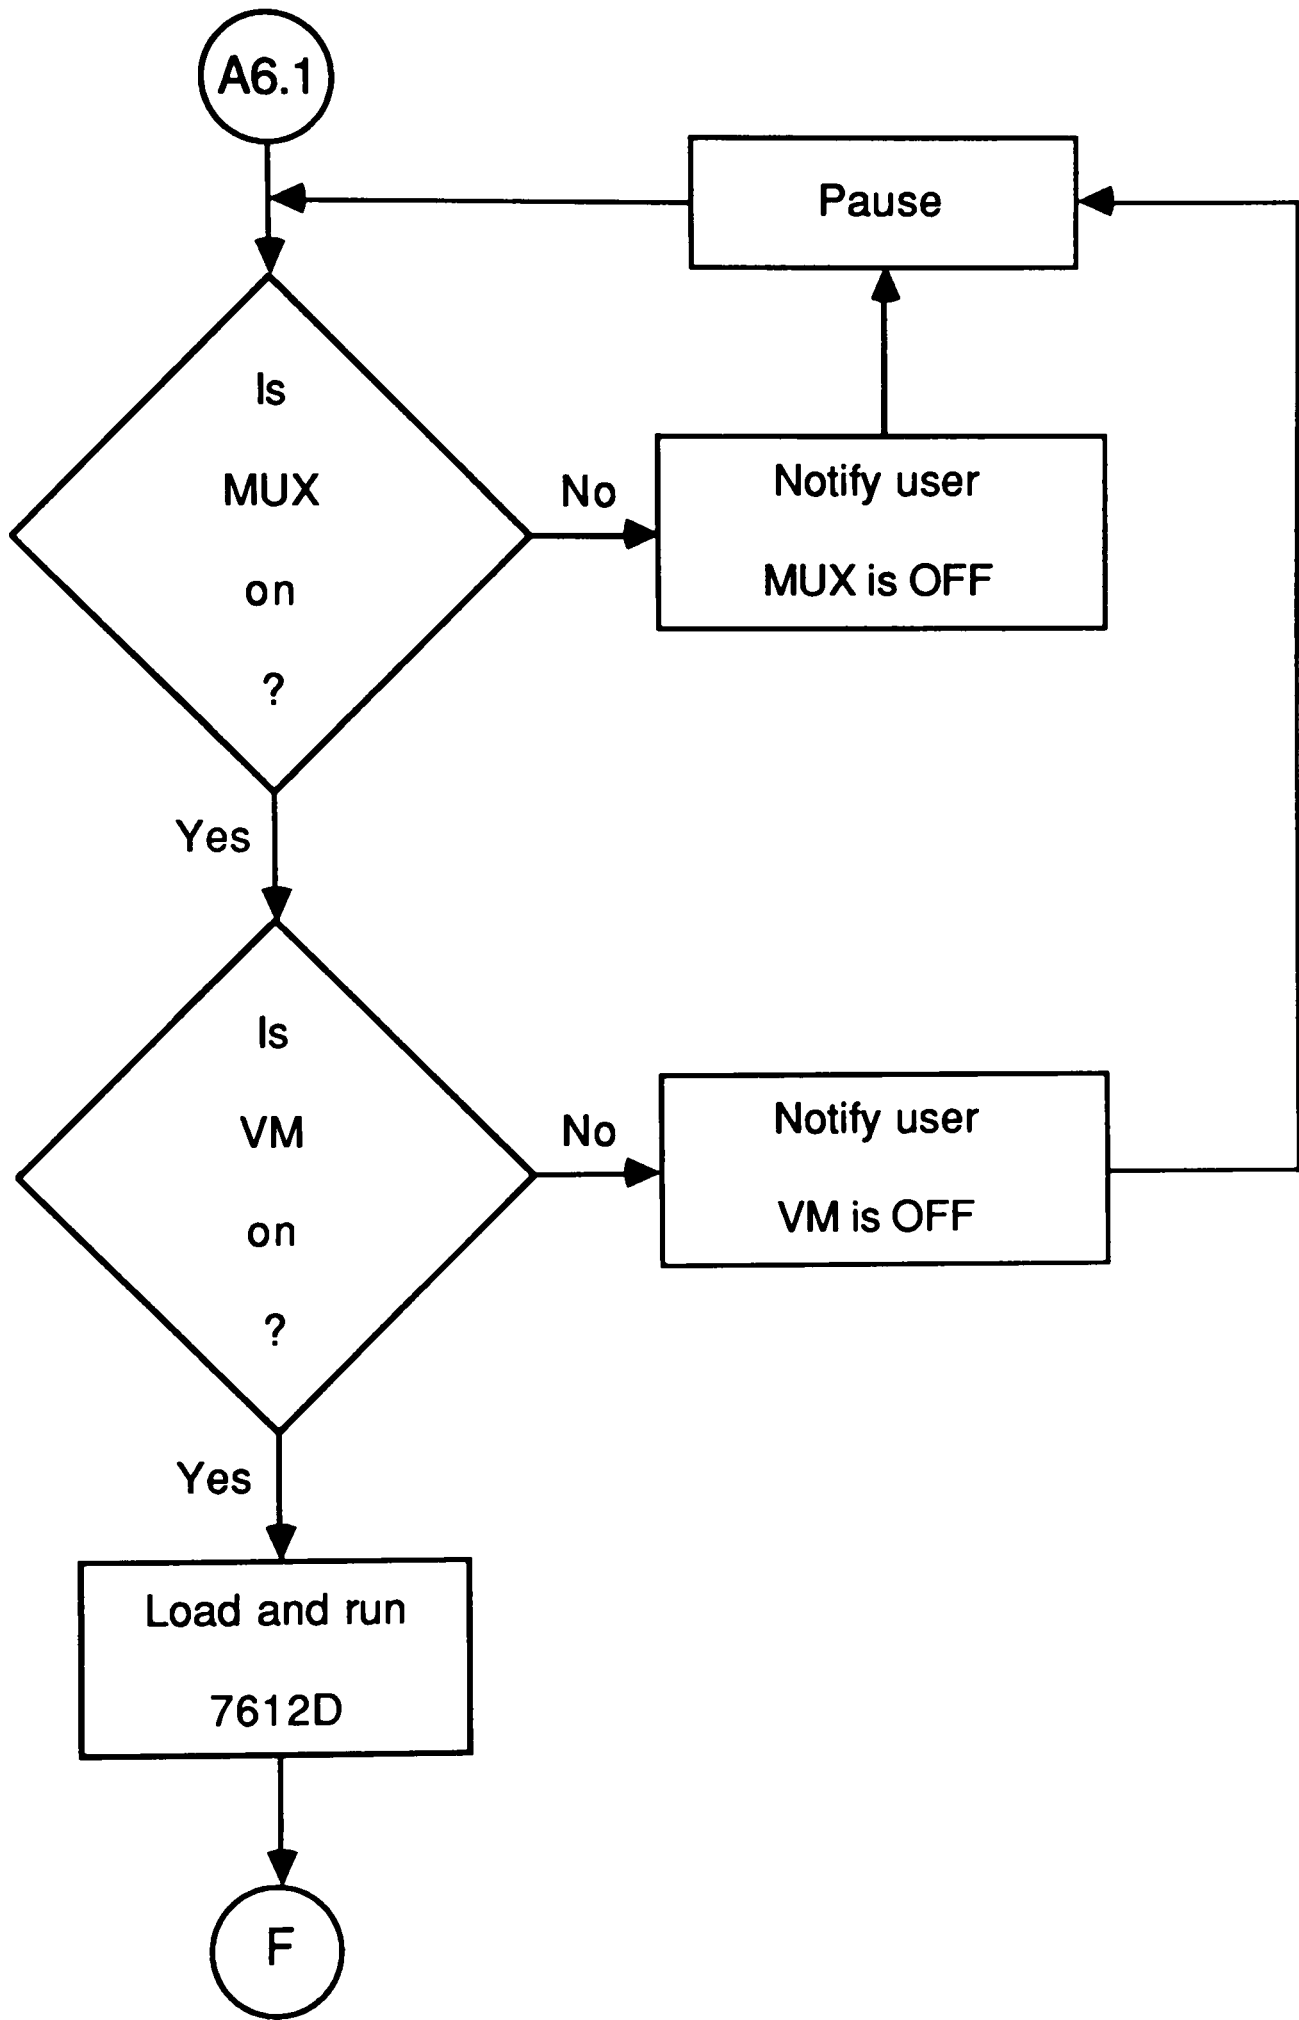 A6.1
Pause
Is
MUX
on
?
No
Notify user
MUX is OFF
Yes
Is
VM
on
?
No
Notify user
VM is OFF
Yes
Load and run
7612D
F